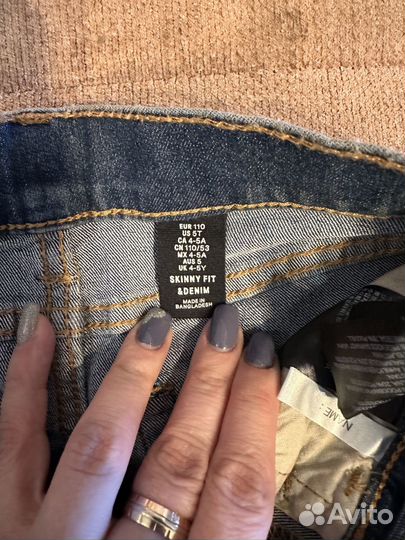 EUR 110
US 5T
CA 4-5A
CN 110/53
MX 4-5A
AUS 5
UK 4-5Y
SKINNY FIT
&DENIM
MADE IN
BANGLADESH
NAME:
Avito